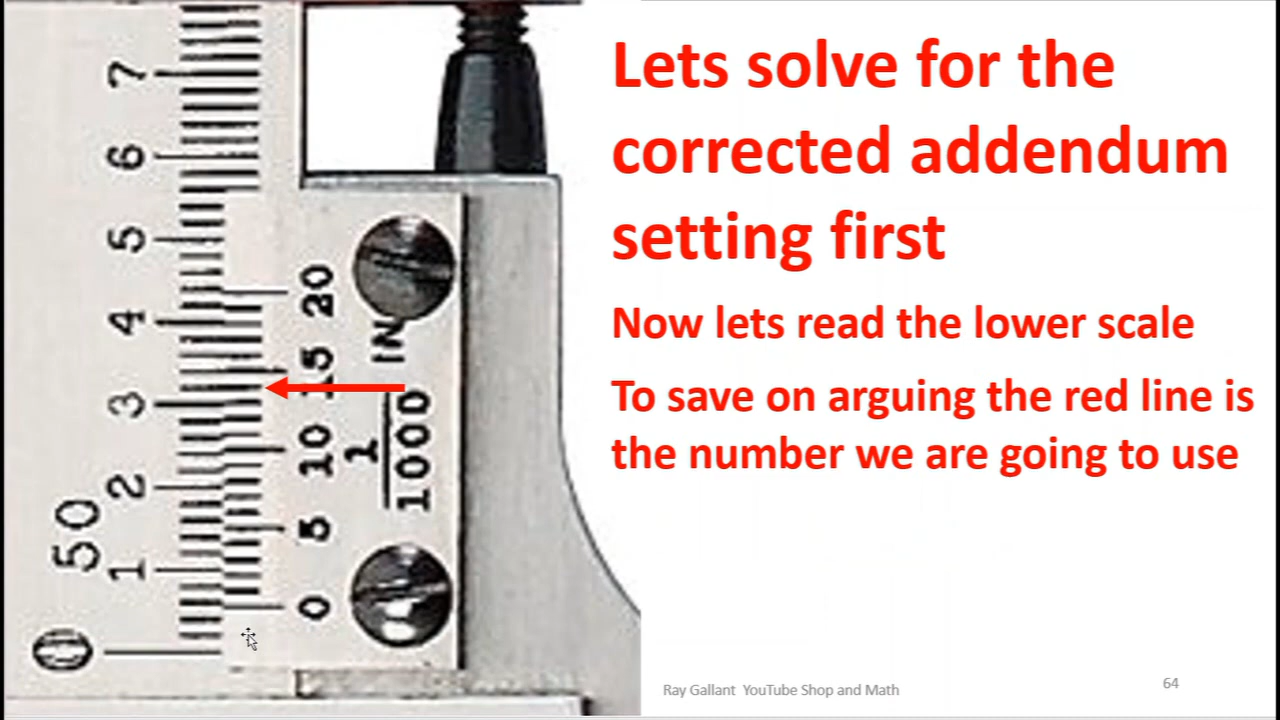 Lets solve for the
corrected addendum
setting first
Now lets read the lower scale
To save on arguing the red line is
the number we are going to use
7
6
5
4
3
2
1
0
50
20
15
10
5
0
IN
1
1000
Ray Gallant YouTube Shop and Math
64